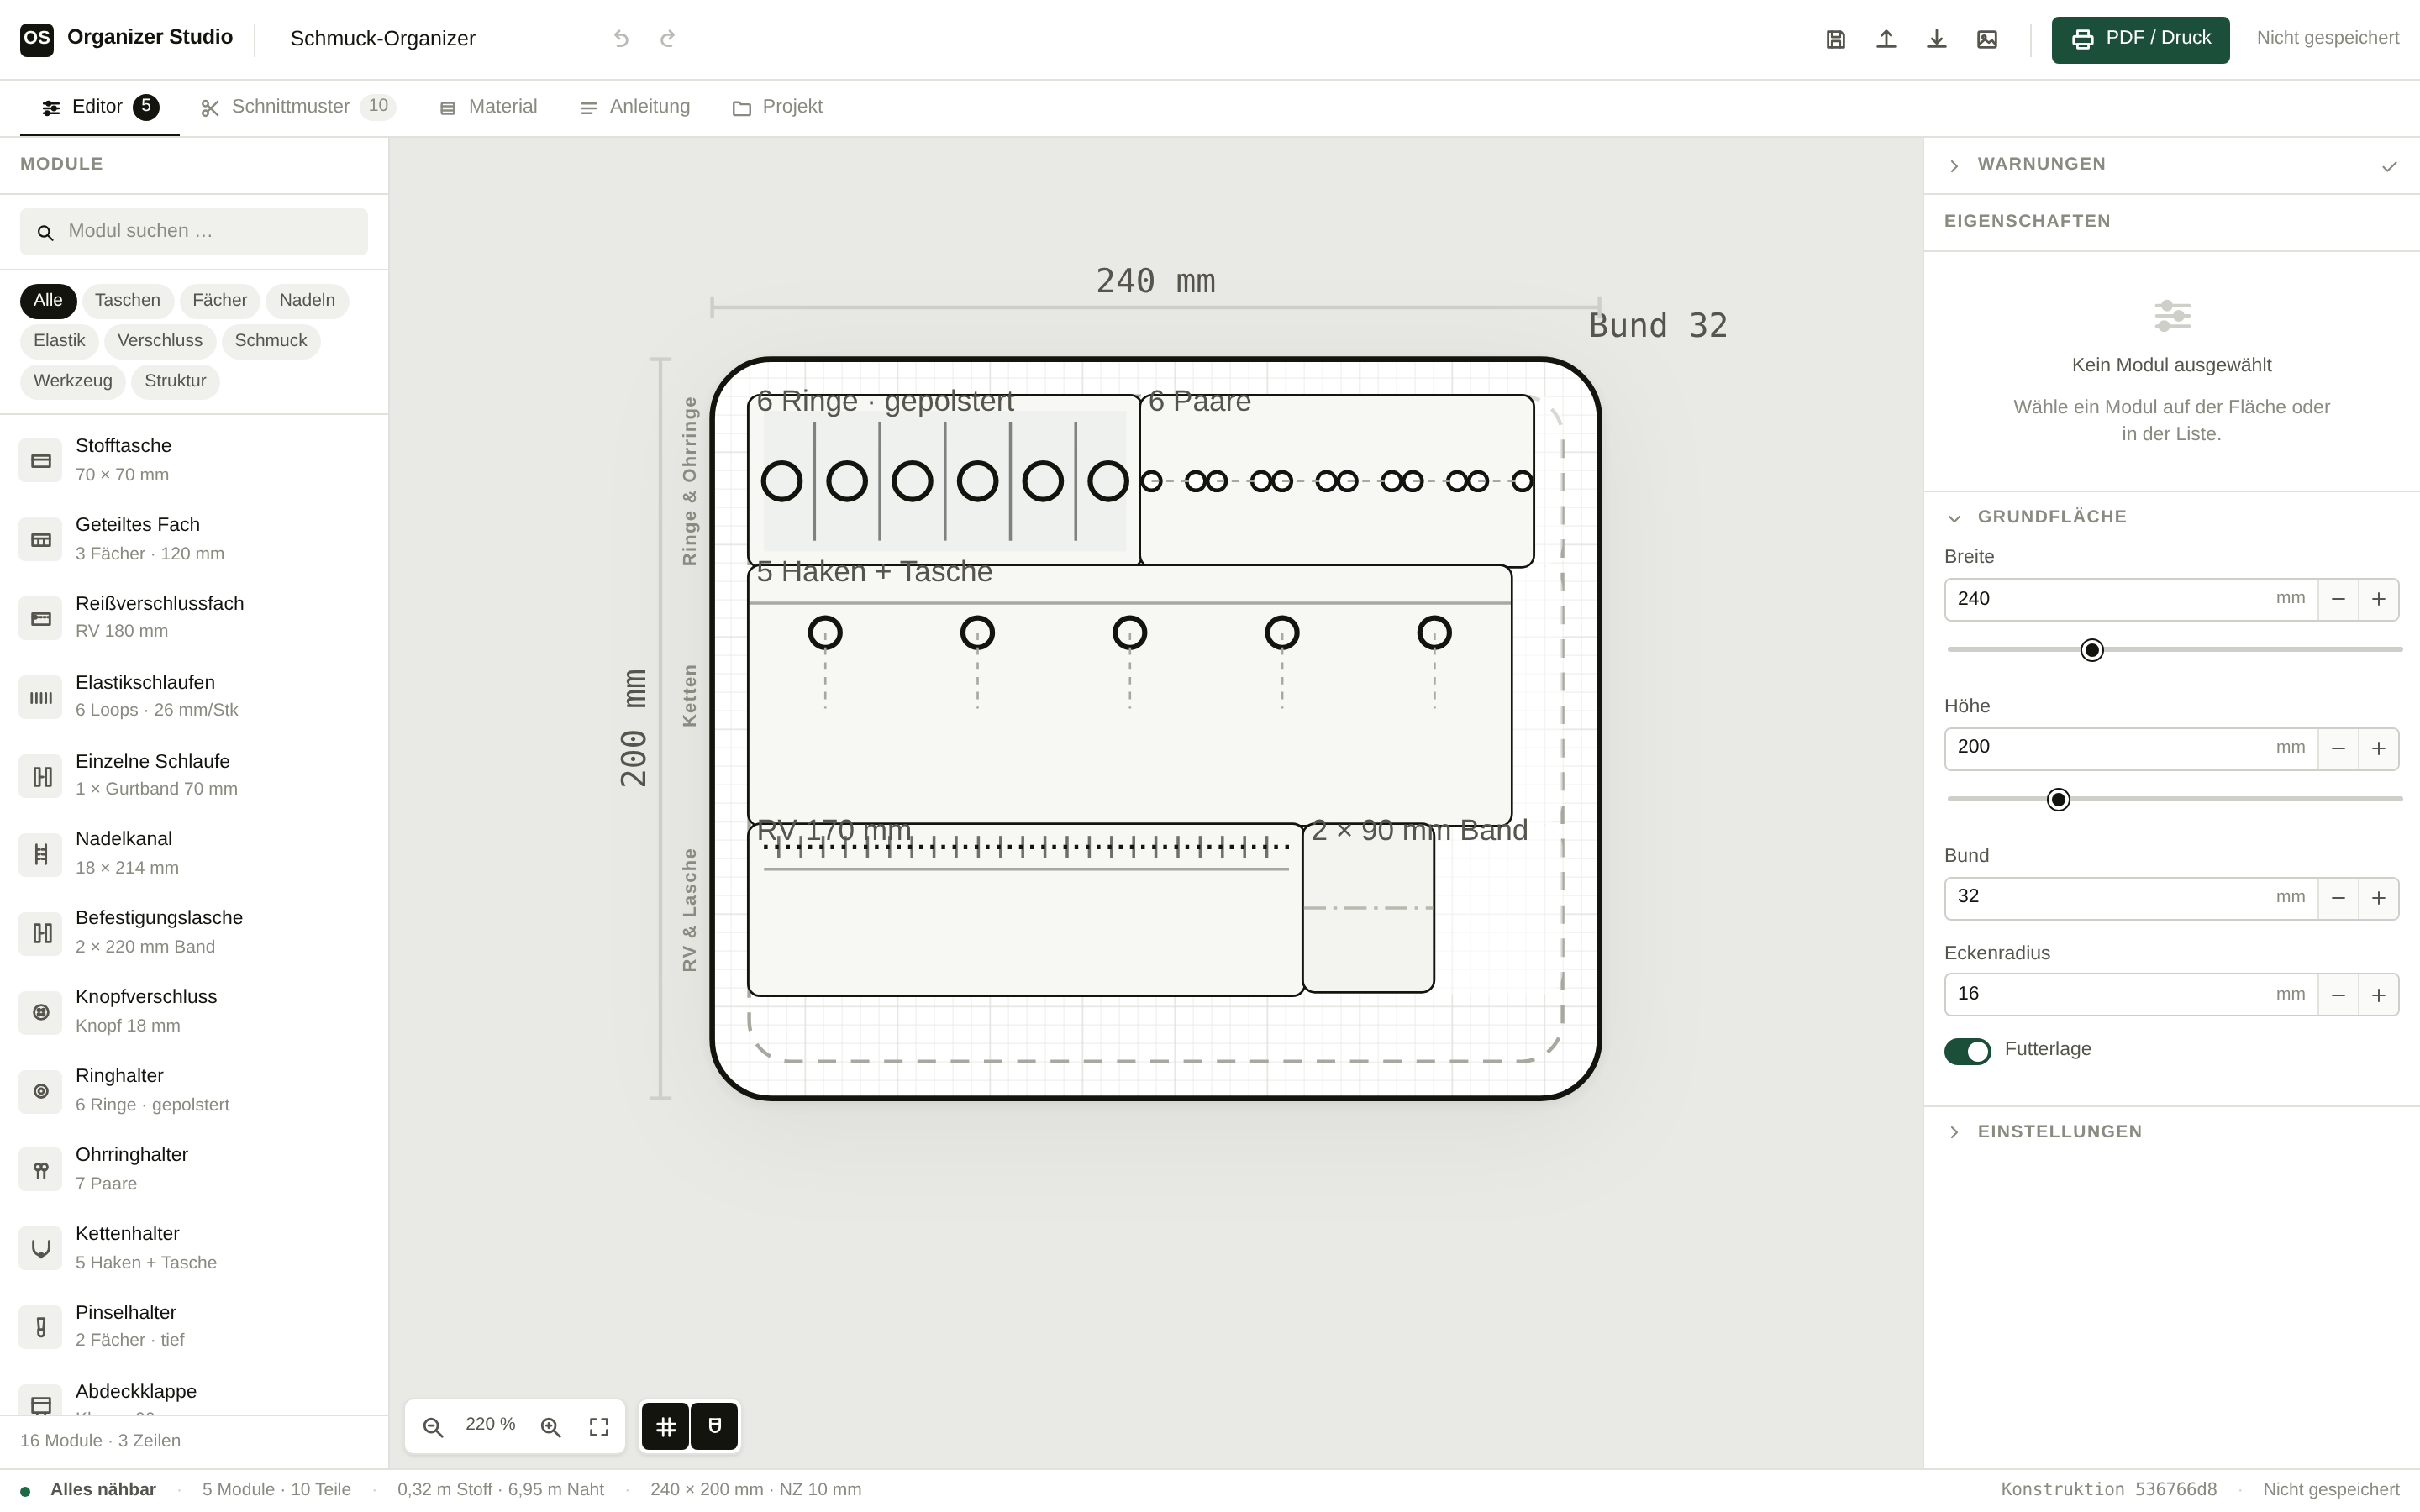 OS Organizer Studio
Schmuck-Organizer
PDF / Druck
Nicht gespeichert
Editor 5
Schnittmuster 10
Material
Anleitung
Projekt
MODULE
Modul suchen …
Alle Taschen Fächer Nadeln
Elastik Verschluss Schmuck
Werkzeug Struktur
Stofftasche
70 × 70 mm
Geteiltes Fach
3 Fächer · 120 mm
Reißverschlussfach
RV 180 mm
Elastikschlaufen
6 Loops · 26 mm/Stk
Einzelne Schlaufe
1 × Gurtband 70 mm
Nadelkanal
18 × 214 mm
Befestigungslasche
2 × 220 mm Band
Knopfverschluss
Knopf 18 mm
Ringhalter
6 Ringe · gepolstert
Ohrringhalter
7 Paare
Kettenhalter
5 Haken + Tasche
Pinselhalter
2 Fächer · tief
Abdeckklappe
16 Module · 3 Zeilen
240 mm
Bund 32
200 mm
Ringe & Ohrringe
Ketten
RV & Lasche
6 Ringe · gepolstert
6 Paare
5 Haken + Tasche
RV 170 mm
2 × 90 mm Band
220 %
WARNUNGEN
EIGENSCHAFTEN
Kein Modul ausgewählt
Wähle ein Modul auf der Fläche oder
in der Liste.
GRUNDFLÄCHE
Breite
240 mm
Höhe
200 mm
Bund
32 mm
Eckenradius
16 mm
Futterlage
EINSTELLUNGEN
Alles nähbar · 5 Module · 10 Teile · 0,32 m Stoff · 6,95 m Naht · 240 × 200 mm · NZ 10 mm
Konstruktion 536766d8 · Nicht gespeichert